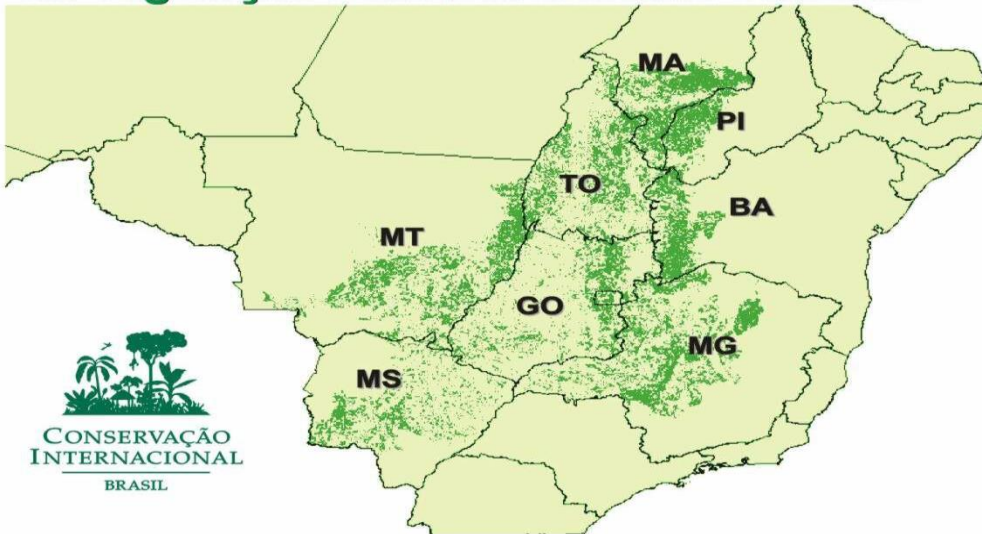 MA
PI
TO
BA
MT
GO
MG
MS
CONSERVAÇÃO
INTERNACIONAL
BRASIL